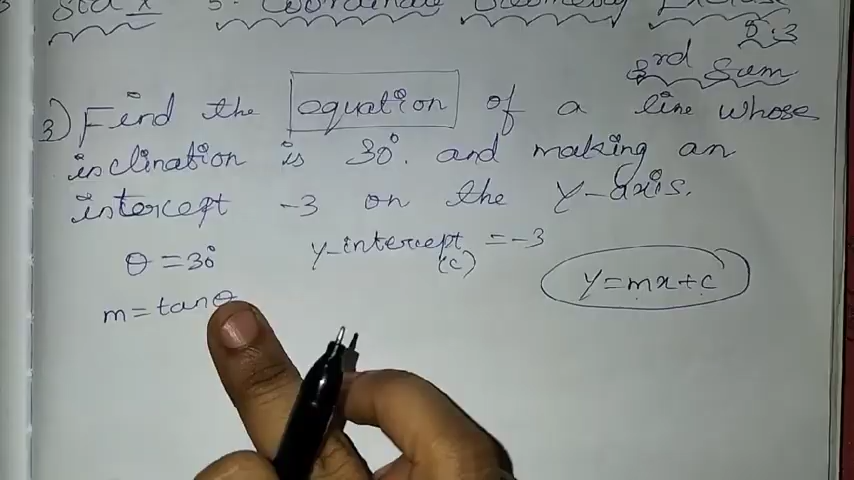 Std X 5. Coordinate Geometry Exercise
5.3
3rd Sum
3) Find the equation of a line whose
inclination is 30°. and making an
intercept -3 on the Y-axis.
θ = 30° y-intercept = -3
(c)
y = mx + c
m = tanθ